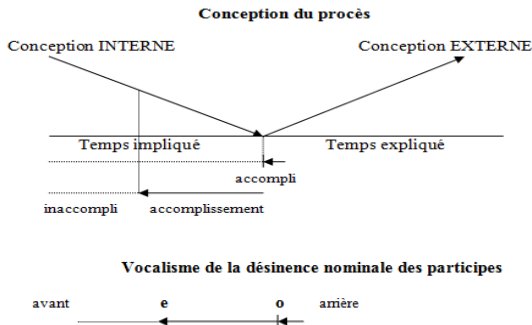 Conception du procès
Conception INTERNE Conception EXTERNE
Temps impliqué Temps expliqué
accompli
inaccompli accomplissement
Vocalisme de la désinence nominale des participes
avant e o arrière